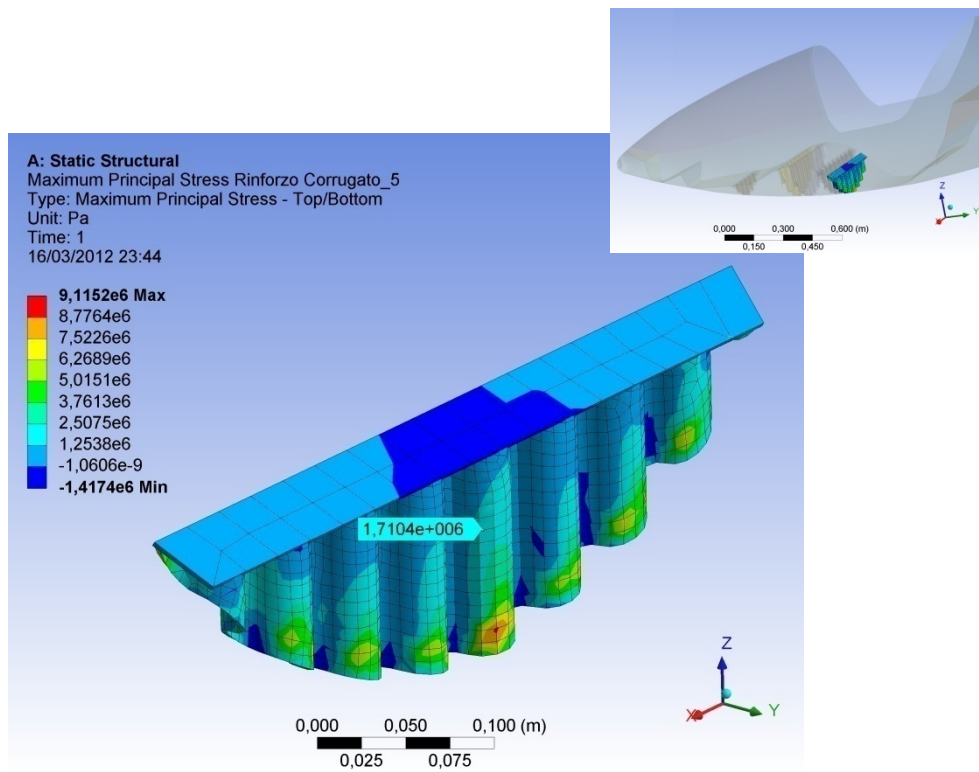 0,000 0,300 0,600 (m)
0,150 0,450
Z
X
Y
A: Static Structural
Maximum Principal Stress Rinforzo Corrugato_5
Type: Maximum Principal Stress - Top/Bottom
Unit: Pa
Time: 1
16/03/2012 23:44
9,1152e6 Max
8,7764e6
7,5226e6
6,2689e6
5,0151e6
3,7613e6
2,5075e6
1,2538e6
-1,0606e-9
-1,4174e6 Min
1,7104e+006
0,000 0,050 0,100 (m)
0,025 0,075
Z
X
Y